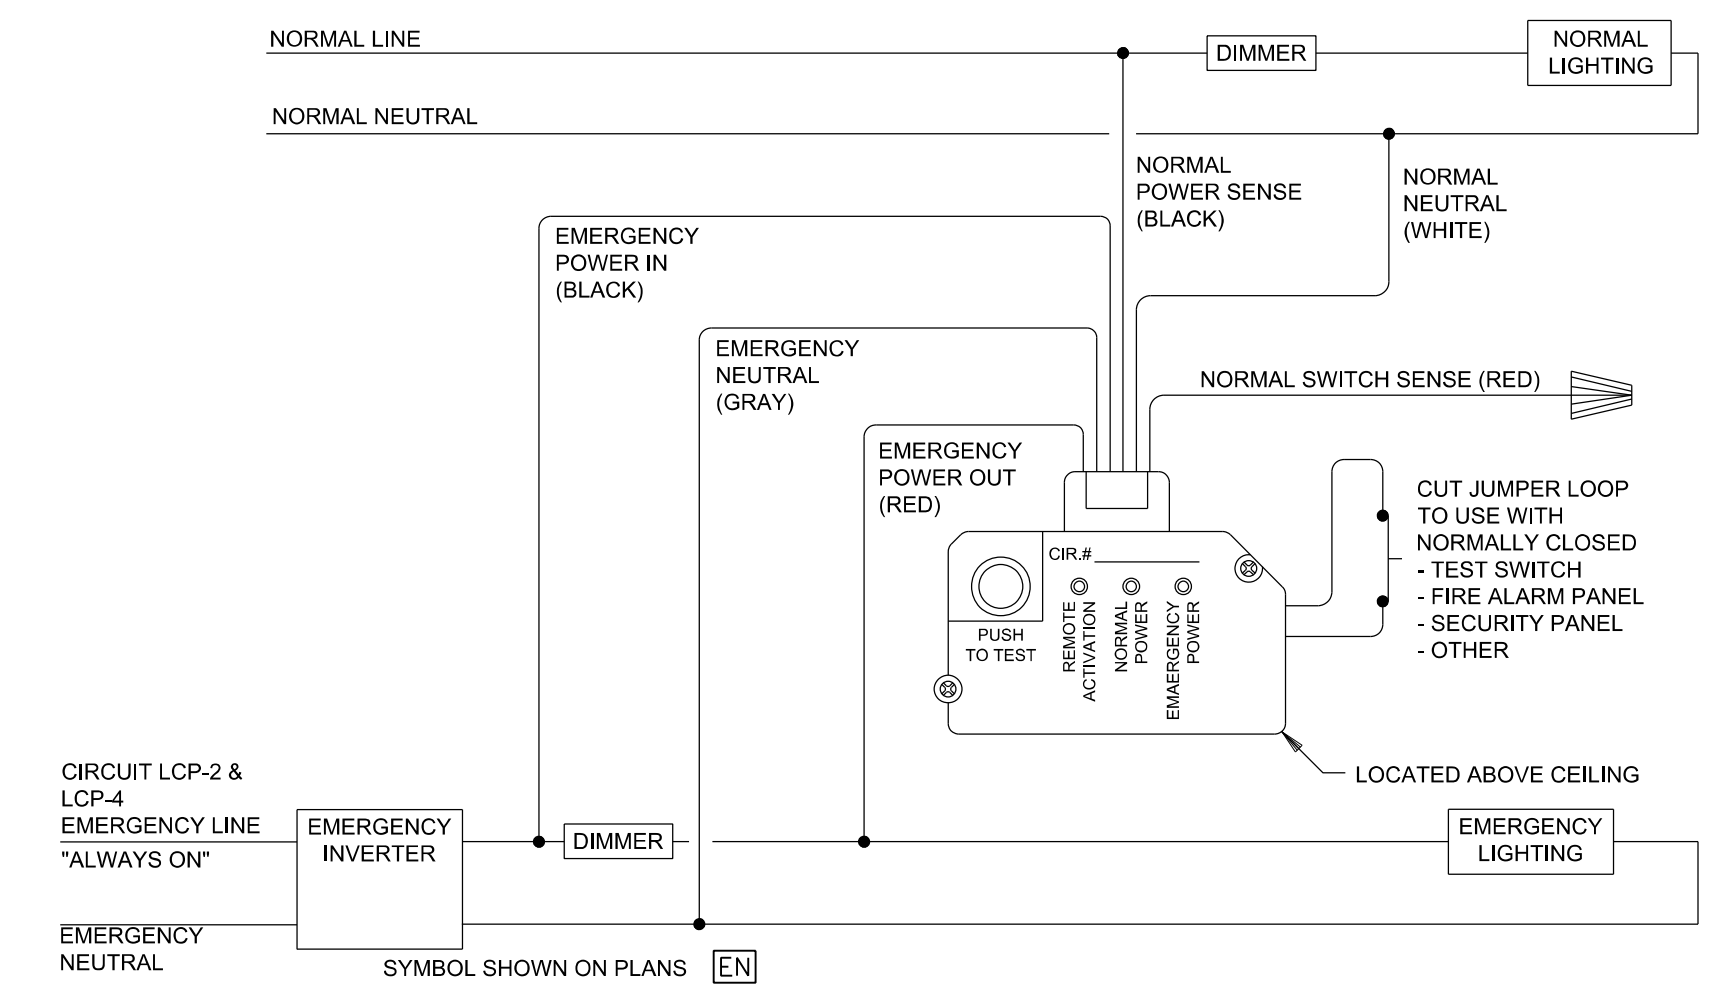 NORMAL LINE
DIMMER
NORMAL
LIGHTING
NORMAL NEUTRAL
NORMAL
POWER SENSE
(BLACK)
NORMAL
NEUTRAL
(WHITE)
EMERGENCY
POWER IN
(BLACK)
EMERGENCY
NEUTRAL
(GRAY)
NORMAL SWITCH SENSE (RED)
EMERGENCY
POWER OUT
(RED)
CUT JUMPER LOOP
TO USE WITH
NORMALLY CLOSED
- TEST SWITCH
- FIRE ALARM PANEL
- SECURITY PANEL
- OTHER
CIR.#
PUSH
TO TEST
REMOTE
ACTIVATION
NORMAL
POWER
EMAERGENCY
POWER
LOCATED ABOVE CEILING
CIRCUIT LCP-2 &
LCP-4
EMERGENCY LINE
"ALWAYS ON"
EMERGENCY
INVERTER
DIMMER
EMERGENCY
LIGHTING
EMERGENCY
NEUTRAL
SYMBOL SHOWN ON PLANS EN